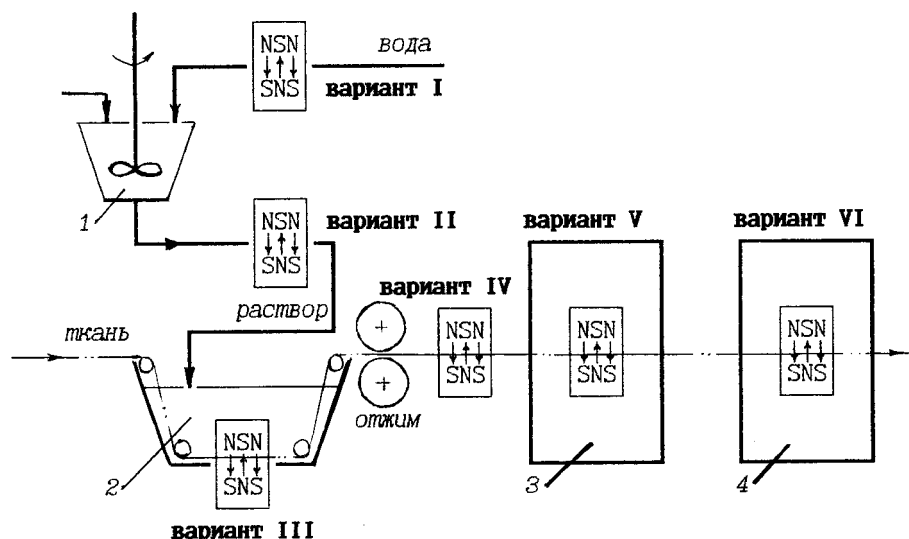 NSN
SNS
вода
вариант I
1
NSN
SNS
вариант II
раствор
ткань
2
NSN
SNS
вариант III
отжим
вариант IV
NSN
SNS
вариант V
NSN
SNS
3
вариант VI
NSN
SNS
4